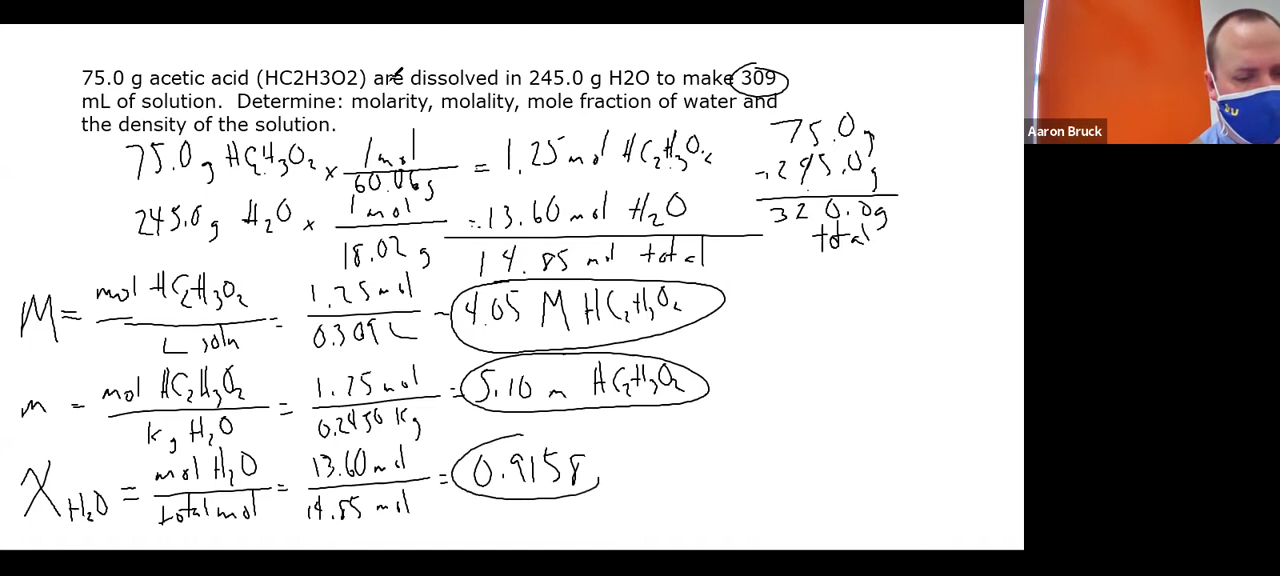 75.0 g acetic acid (HC2H3O2) are dissolved in 245.0 g H2O to make 309
mL of solution. Determine: molarity, molality, mole fraction of water and
the density of the solution.
Aaron Bruck
75.0 g HC2H3O2 × 1 mol / 60.06 g = 1.25 mol HC2H3O2
245.0 g H2O × 1 mol / 18.02 g = 13.60 mol H2O
14.85 mol total
75.0 g
245.0 g
320.0 g
total
M = mol HC2H3O2 / L soln = 1.25 mol / 0.309 L = 4.05 M HC2H3O2
m = mol HC2H3O2 / kg H2O = 1.25 mol / 0.2450 kg = 5.10 m HC2H3O2
X H2O = mol H2O / total mol = 13.60 mol / 14.85 mol = 0.9158